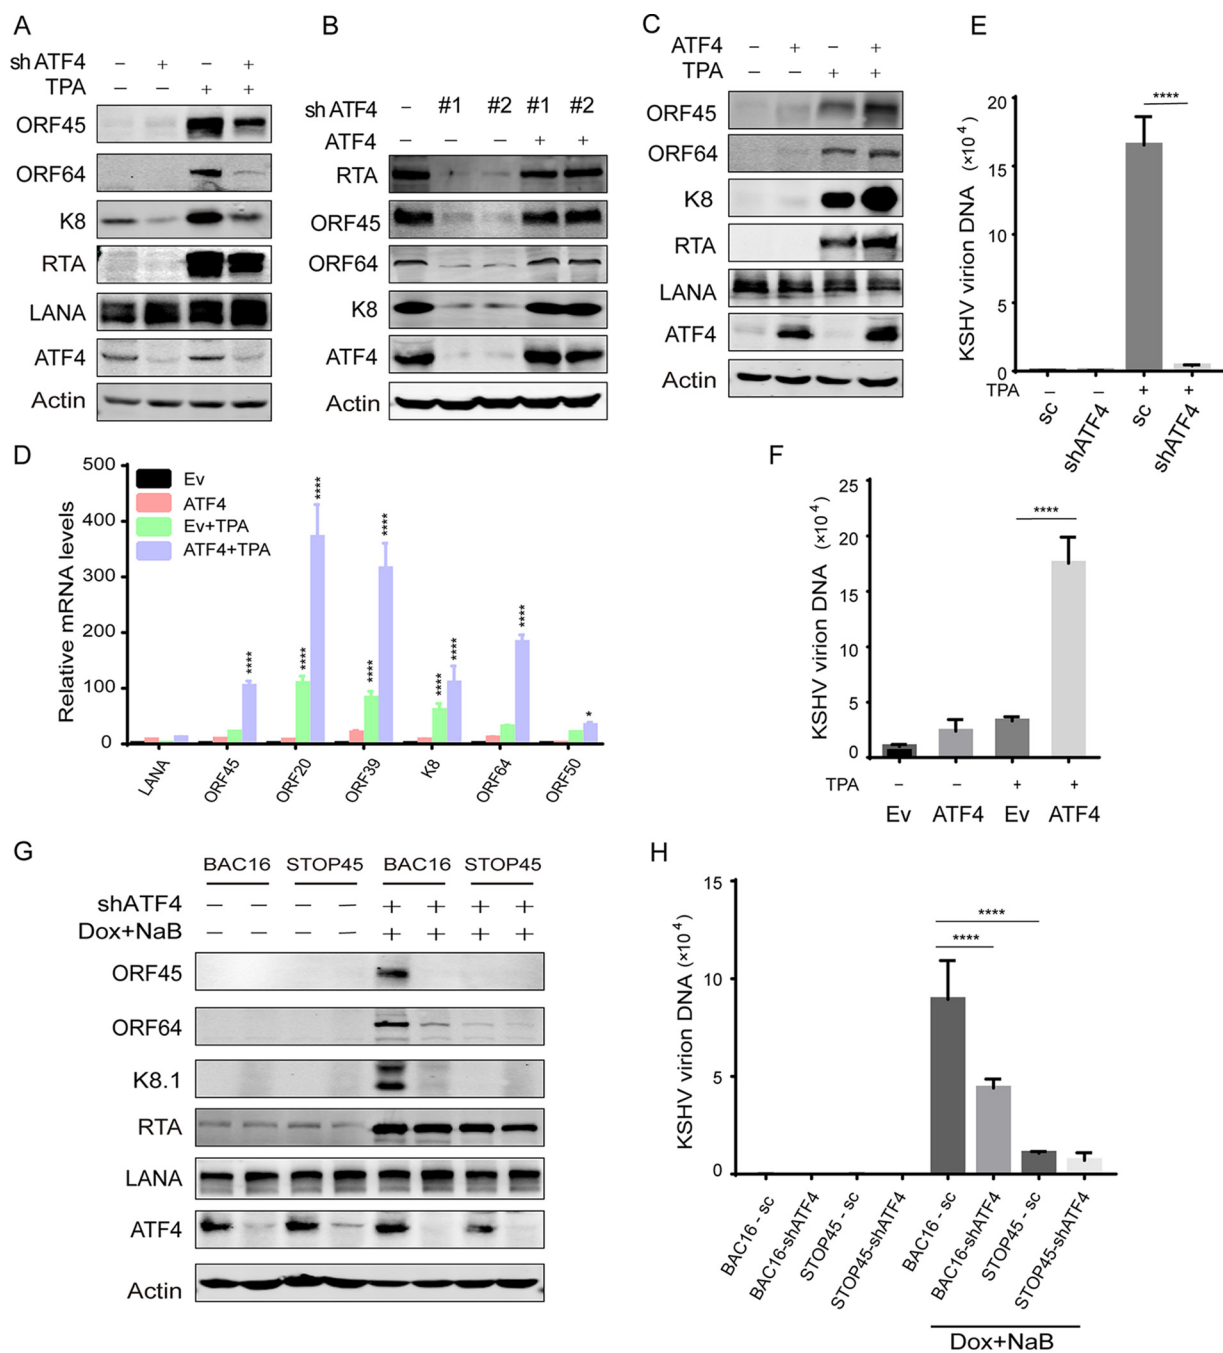 A
sh ATF4 – + – +
TPA – – + +
ORF45
ORF64
K8
RTA
LANA
ATF4
Actin
B
sh ATF4 – #1 #2 #1 #2
ATF4 – – – + +
RTA
ORF45
ORF64
K8
ATF4
Actin
C
ATF4 – + – +
TPA – – + +
ORF45
ORF64
K8
RTA
LANA
ATF4
Actin
E
KSHV virion DNA (×10⁴)
20
15
10
5
0
****
TPA – – + +
sc shATF4 sc shATF4
D
Relative mRNA levels
500
400
300
200
100
0
Ev
ATF4
Ev+TPA
ATF4+TPA
**** **** **** **** **** **** **** **** *
LANA ORF45 ORF20 ORF39 K8 ORF64 ORF50
F
KSHV virion DNA (×10⁴)
25
20
15
10
5
0
****
TPA – – + +
Ev ATF4 Ev ATF4
G
BAC16 STOP45 BAC16 STOP45
shATF4 – – – – + + + +
Dox+NaB – – – – + + + +
ORF45
ORF64
K8.1
RTA
LANA
ATF4
Actin
H
KSHV virion DNA (×10⁴)
15
10
5
0
****
****
BAC16 - sc BAC16-shATF4 STOP45 - sc STOP45-shATF4 BAC16 - sc BAC16-shATF4 STOP45 - sc STOP45-shATF4
Dox+NaB